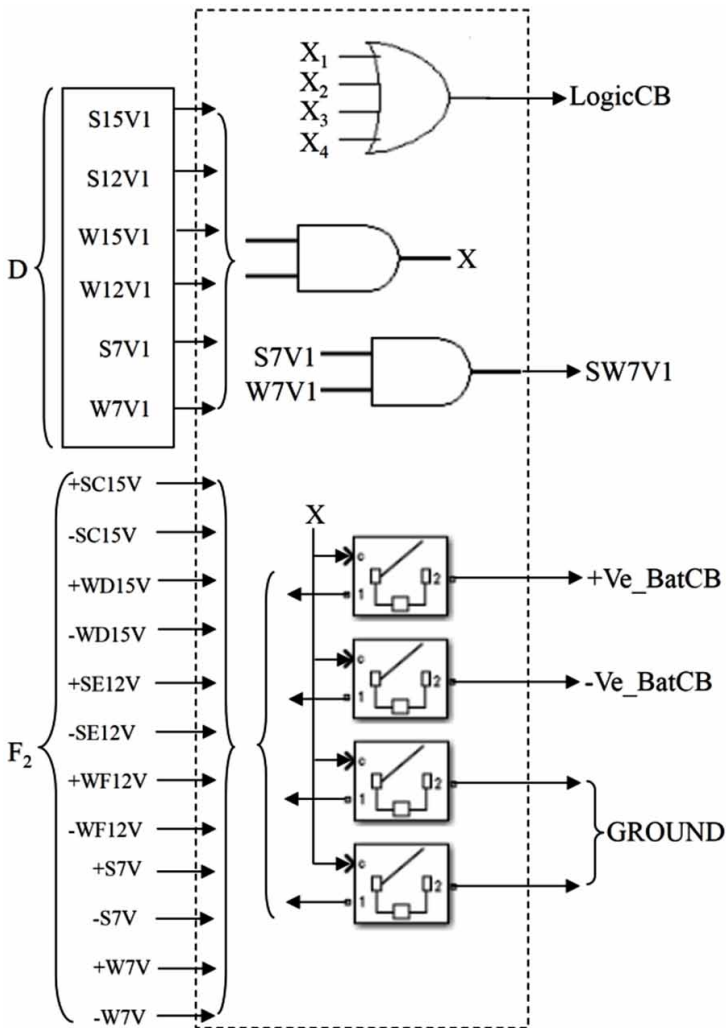 X₁
X₂
X₃
X₄
LogicCB
D
S15V1
S12V1
W15V1
W12V1
S7V1
W7V1
X
S7V1
W7V1
SW7V1
F₂
+SC15V
-SC15V
+WD15V
-WD15V
+SE12V
-SE12V
+WF12V
-WF12V
+S7V
-S7V
+W7V
-W7V
X
c
1
2
+Ve_BatCB
c
1
2
-Ve_BatCB
c
1
2
c
1
2
GROUND